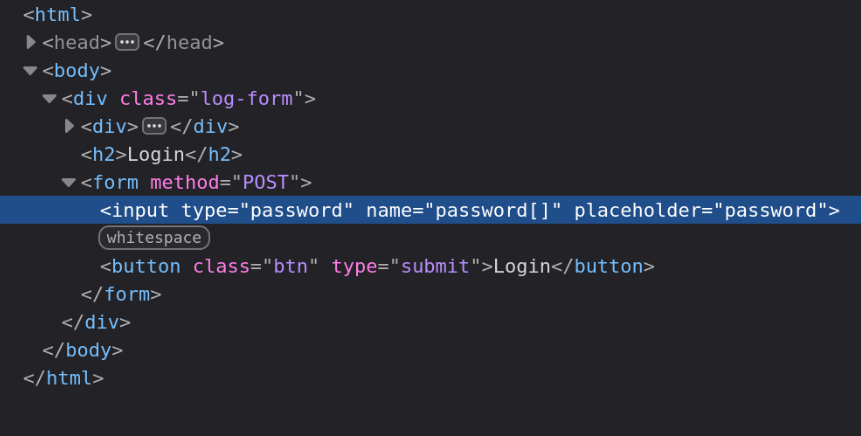 <html>
<head>•••</head>
<body>
<div class="log-form">
<div>•••</div>
<h2>Login</h2>
<form method="POST">
<input type="password" name="password[]" placeholder="password">
whitespace
<button class="btn" type="submit">Login</button>
</form>
</div>
</body>
</html>